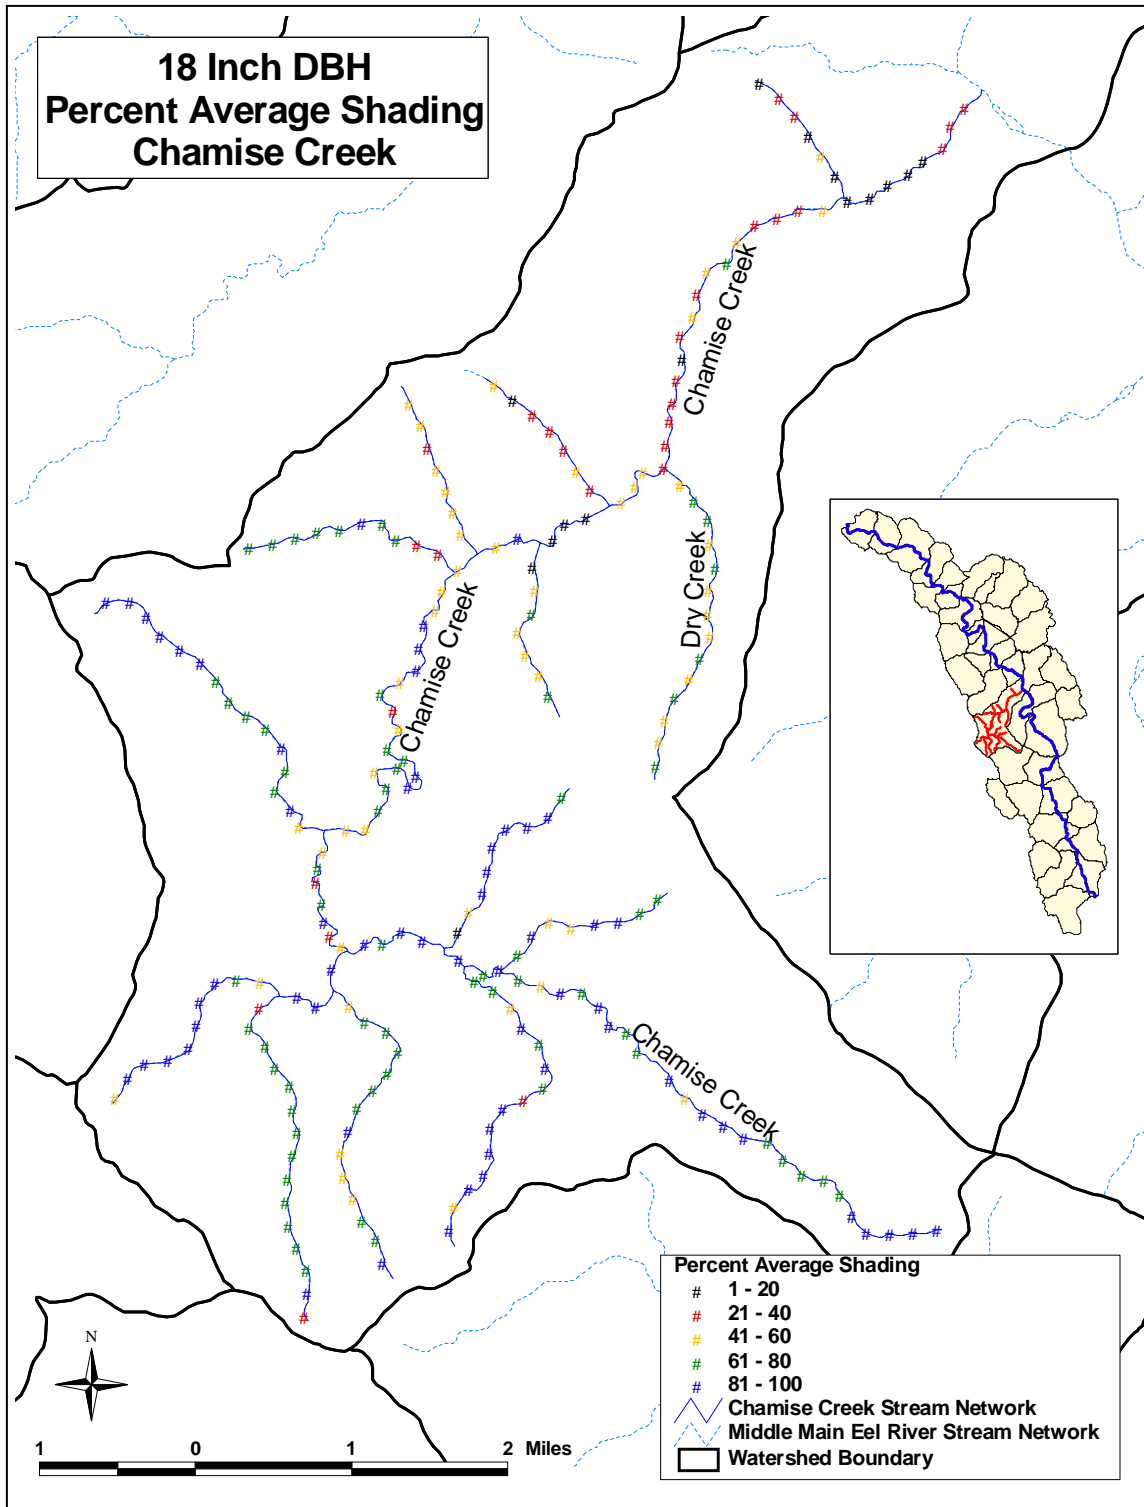 18 Inch DBH
Percent Average Shading
Chamise Creek
Chamise Creek
Dry Creek
Chamise Creek
Chamise Creek
Percent Average Shading
# 1 - 20
# 21 - 40
# 41 - 60
# 61 - 80
# 81 - 100
Chamise Creek Stream Network
Middle Main Eel River Stream Network
Watershed Boundary
N
1 0 1 2 Miles